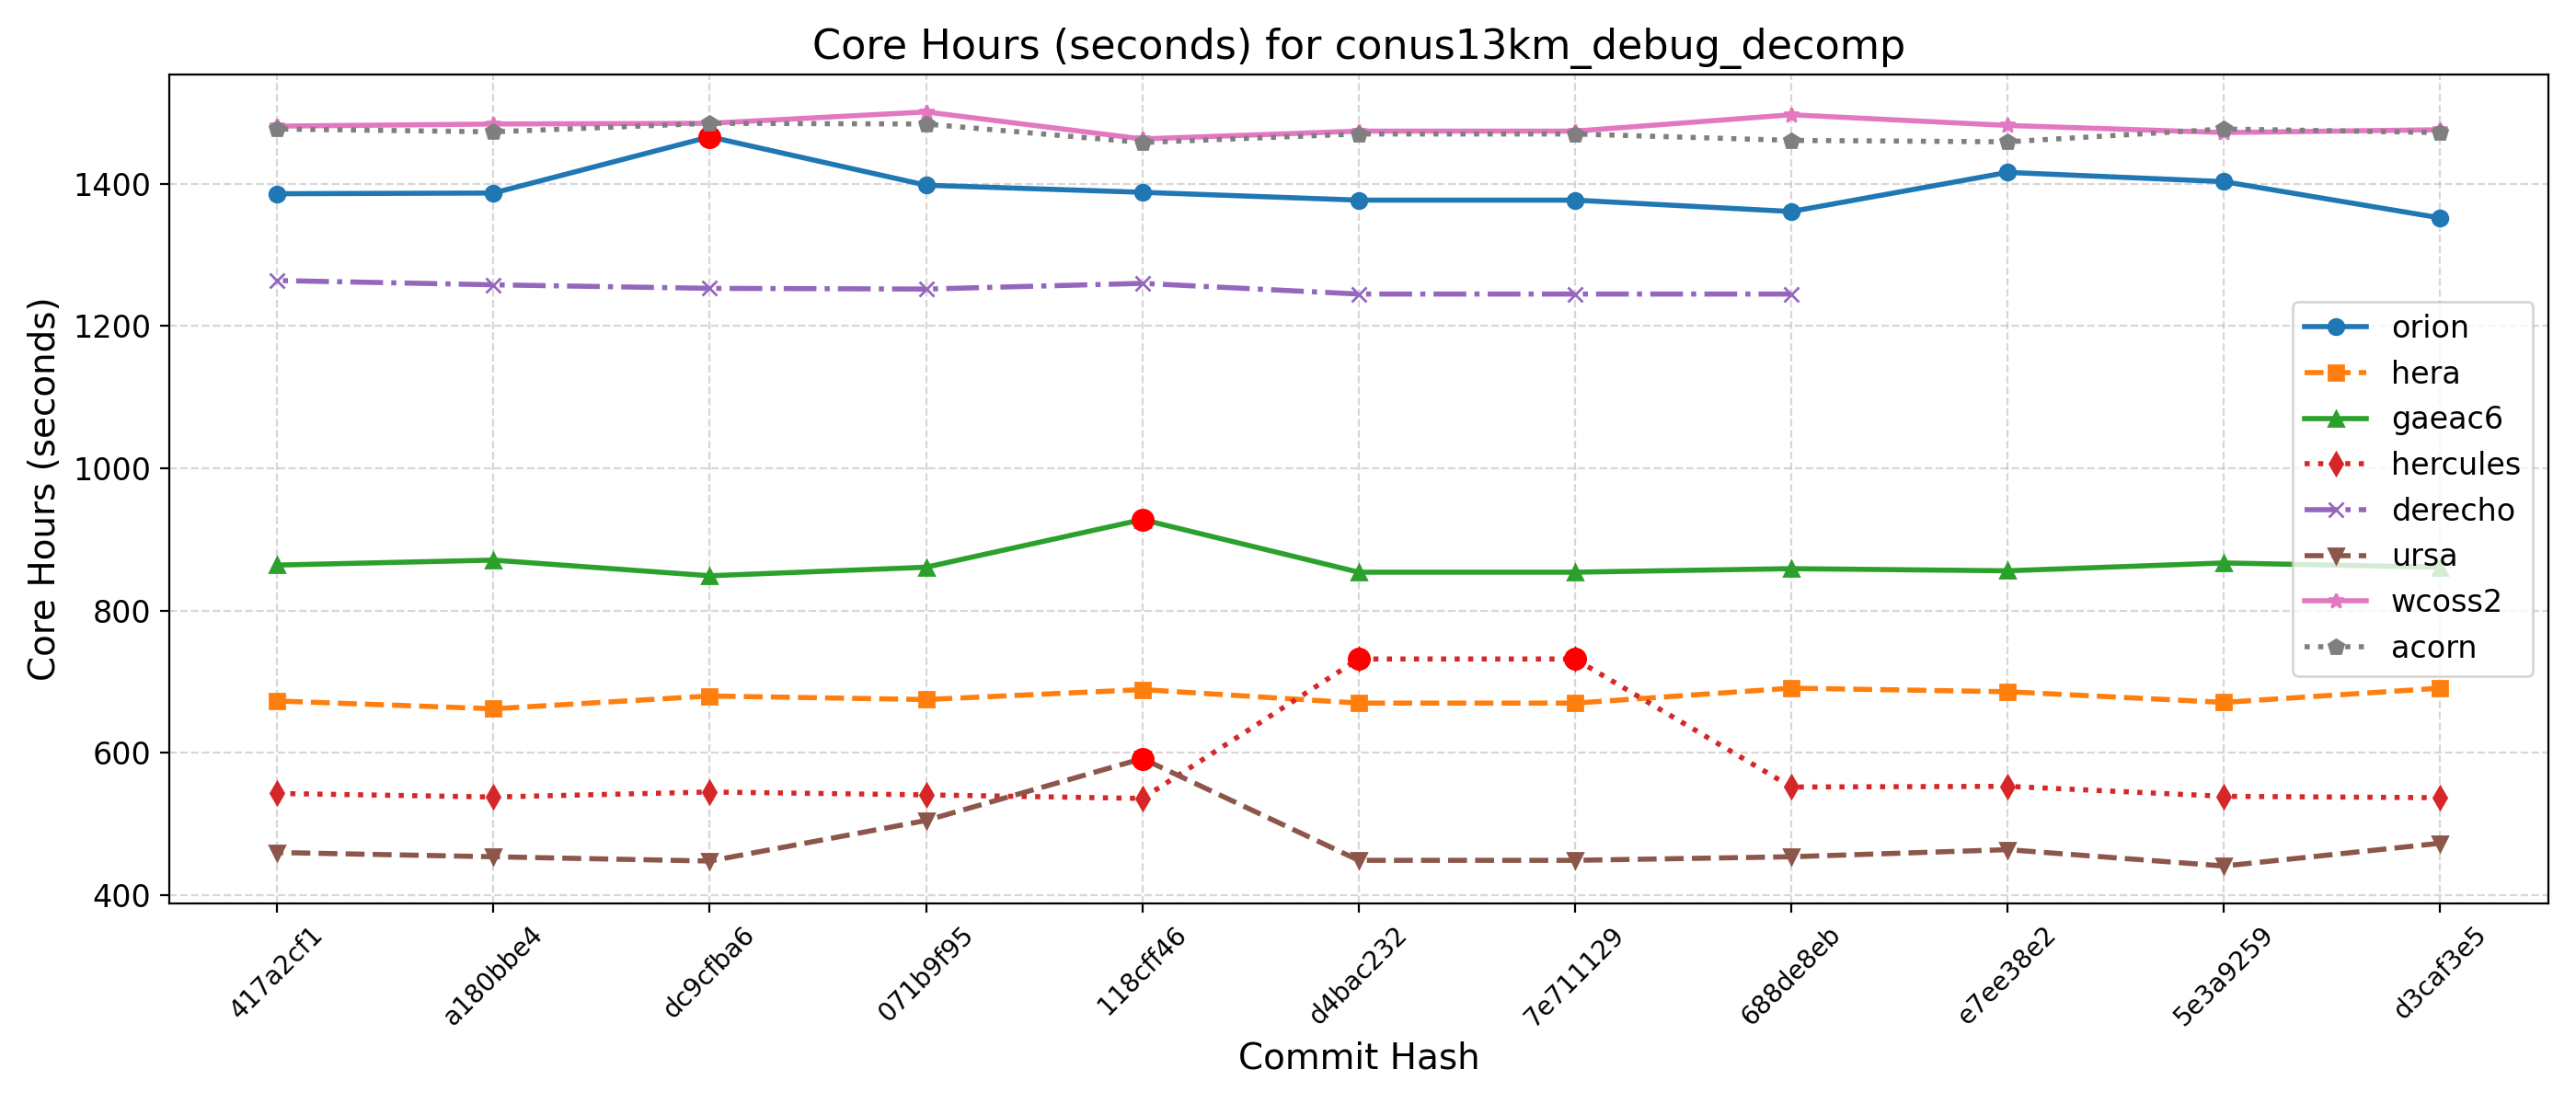 Core Hours (seconds) for conus13km_debug_decomp
Core Hours (seconds)
1400
1200
1000
800
600
400
orion
hera
gaeac6
hercules
derecho
ursa
wcoss2
acorn
417a2cf1
a180bbe4
dc9cfba6
071b9f95
118cff46
d4bac232
7e711129
688de8eb
e7ee38e2
5e3a9259
d3caf3e5
Commit Hash